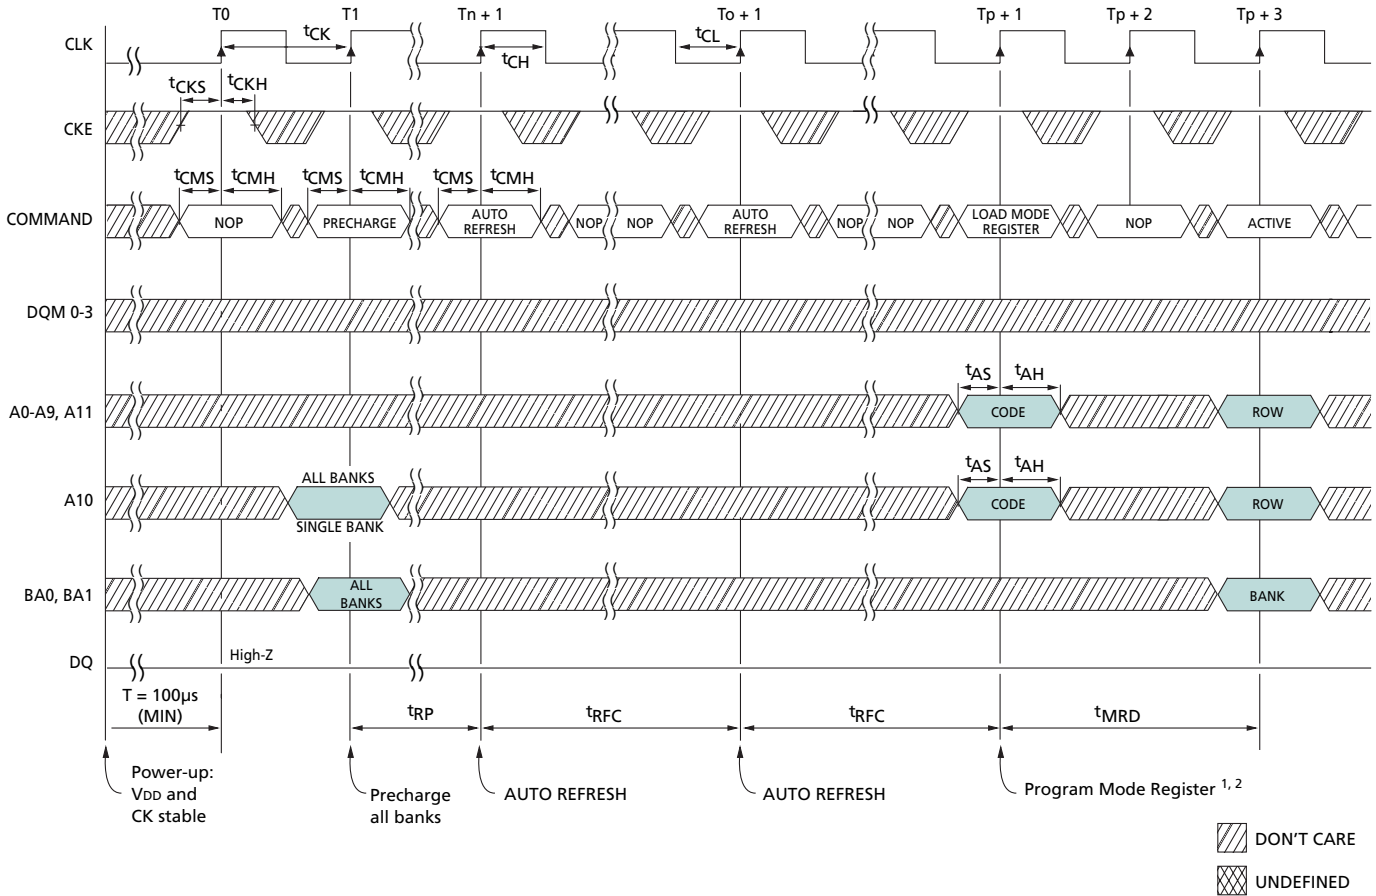 T0 T1 Tn + 1 To + 1 Tp + 1 Tp + 2 Tp + 3
CLK
tCK tCH tCL
tCKS tCKH
CKE
tCMS tCMH tCMS tCMH tCMS tCMH
COMMAND
NOP PRECHARGE AUTO REFRESH NOP NOP AUTO REFRESH NOP NOP LOAD MODE REGISTER NOP ACTIVE
DQM 0-3
tAS tAH
A0-A9, A11
CODE ROW
ALL BANKS
tAS tAH
A10
CODE ROW
SINGLE BANK
BA0, BA1
ALL BANKS
BANK
DQ
High-Z
T = 100µs
(MIN)
tRP tRFC tRFC tMRD
Power-up:
VDD and
CK stable
Precharge
all banks
AUTO REFRESH
AUTO REFRESH
Program Mode Register 1, 2
DON'T CARE
UNDEFINED